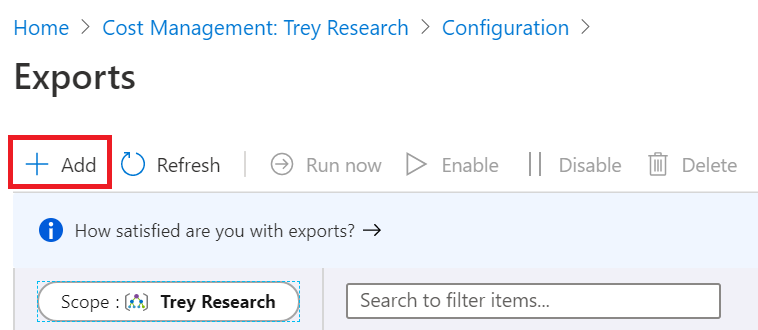 Home > Cost Management: Trey Research > Configuration >
Exports
+ Add Refresh Run now Enable Disable Delete
How satisfied are you with exports? →
Scope : Trey Research Search to filter items...